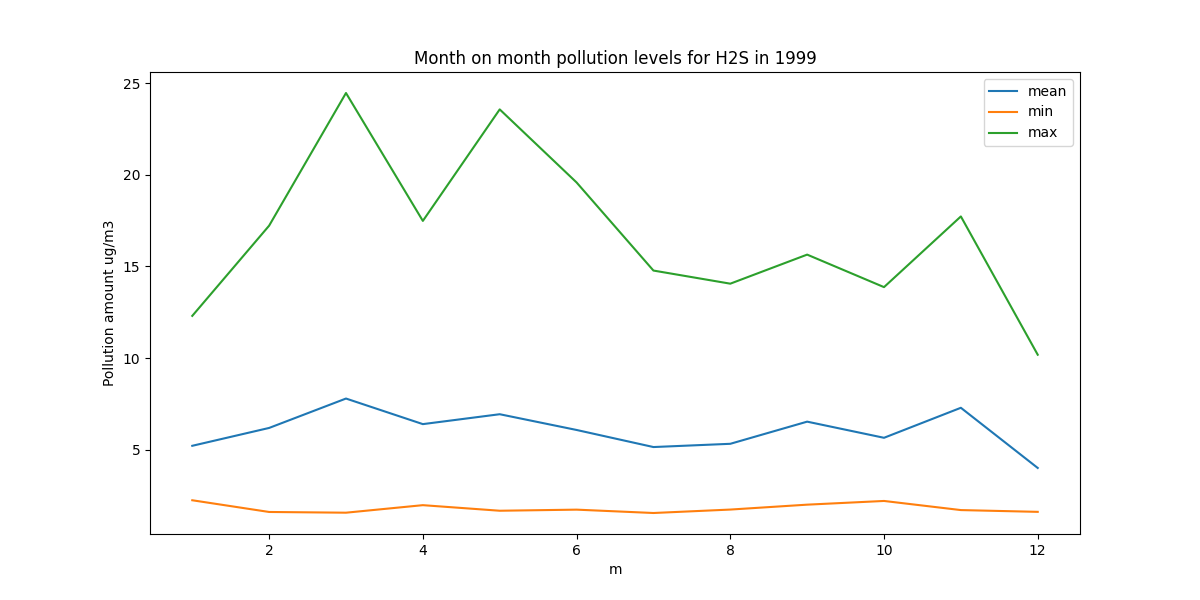 Month on month pollution levels for H2S in 1999
25
20
15
10
5
Pollution amount ug/m3
mean
min
max
2 4 6 8 10 12
m